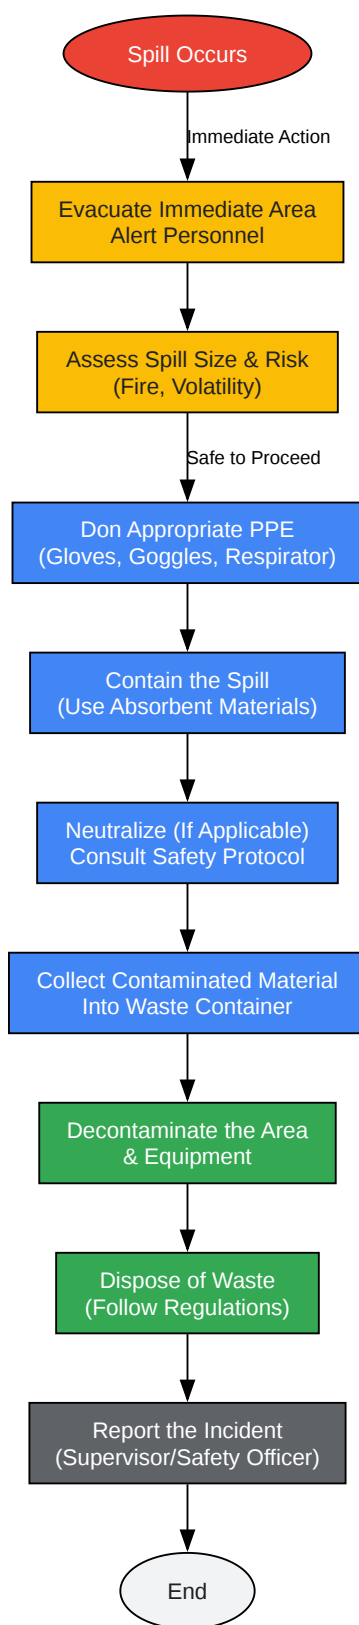 Spill Occurs
Immediate Action
Evacuate Immediate Area
Alert Personnel
Assess Spill Size & Risk
(Fire, Volatility)
Safe to Proceed
Don Appropriate PPE
(Gloves, Goggles, Respirator)
Contain the Spill
(Use Absorbent Materials)
Neutralize (If Applicable)
Consult Safety Protocol
Collect Contaminated Material
Into Waste Container
Decontaminate the Area
& Equipment
Dispose of Waste
(Follow Regulations)
Report the Incident
(Supervisor/Safety Officer)
End